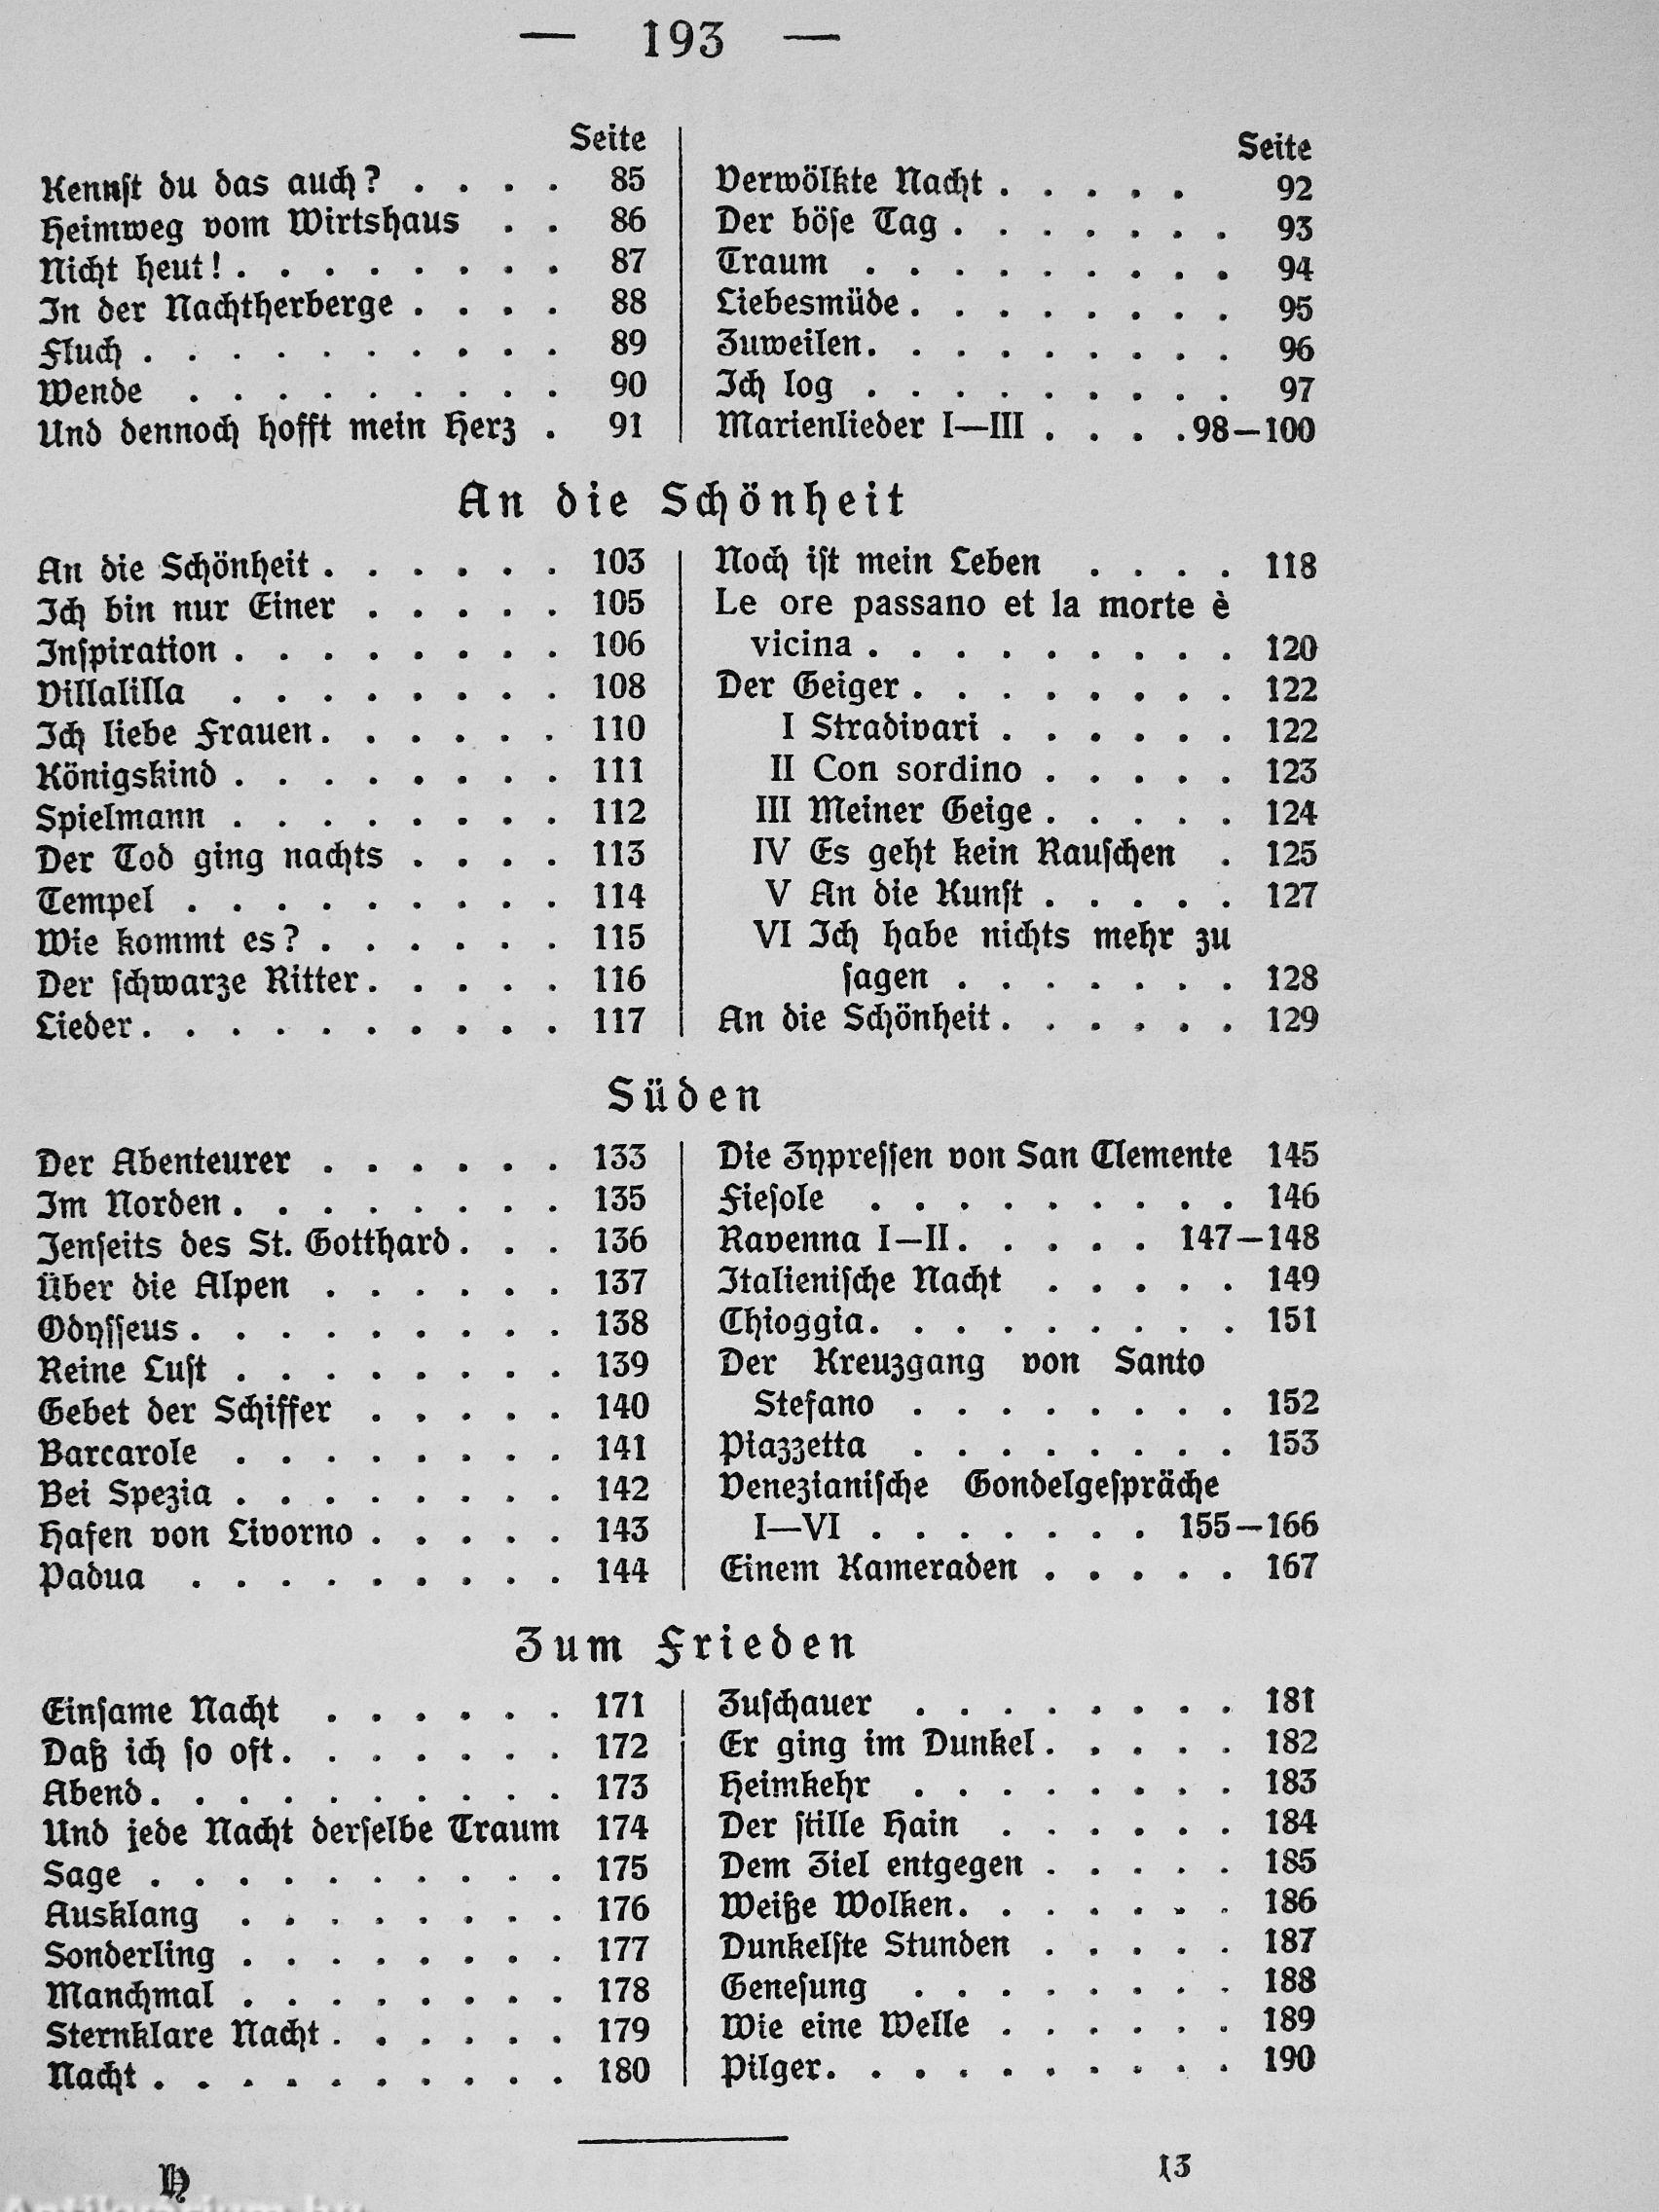 — 193 —
Seite
Kennſt du das auch? . . . . 85
Heimweg vom Wirtshaus . . 86
Nicht heut! . . . . . . . . 87
In der Nachtherberge . . . . 88
Fluch . . . . . . . . . . 89
Wende . . . . . . . . . 90
Und dennoch hofft mein Herz . 91
Seite
Verwölkte Nacht . . . . . 92
Der böſe Tag . . . . . . . 93
Traum . . . . . . . . . 94
Liebesmüde . . . . . . . . 95
Zuweilen . . . . . . . . . 96
Ich log . . . . . . . . . 97
Marienlieder I—III . . . . 98—100
An die Schönheit
An die Schönheit . . . . . . 103
Ich bin nur Einer . . . . . 105
Inſpiration . . . . . . . . 106
Villalilla . . . . . . . . 108
Ich liebe Frauen . . . . . . 110
Königskind . . . . . . . . 111
Spielmann . . . . . . . . 112
Der Tod ging nachts . . . . 113
Tempel . . . . . . . . . 114
Wie kommt es? . . . . . . 115
Der ſchwarze Ritter . . . . . 116
Lieder . . . . . . . . . . 117
Noch iſt mein Leben . . . . 118
Le ore passano et la morte è
vicina . . . . . . . . . 120
Der Geiger . . . . . . . . 122
I Stradivari . . . . . . 122
II Con sordino . . . . . 123
III Meiner Geige . . . . . 124
IV Es geht kein Rauſchen . 125
V An die Kunſt . . . . . 127
VI Ich habe nichts mehr zu
ſagen . . . . . . . 128
An die Schönheit . . . . . . 129
Süden
Der Abenteurer . . . . . . 133
Im Norden . . . . . . . . 135
Jenſeits des St. Gotthard . . . 136
Über die Alpen . . . . . . 137
Odyſſeus . . . . . . . . . 138
Reine Luſt . . . . . . . . 139
Gebet der Schiffer . . . . . 140
Barcarole . . . . . . . . 141
Bei Spezia . . . . . . . . 142
Hafen von Livorno . . . . . 143
Padua . . . . . . . . . 144
Die Zypreſſen von San Clemente 145
Fieſole . . . . . . . . . 146
Ravenna I—II . . . . . 147—148
Italieniſche Nacht . . . . . 149
Chioggia . . . . . . . . . 151
Der Kreuzgang von Santo
Stefano . . . . . . . . 152
Piazzetta . . . . . . . . 153
Venezianiſche Gondelgeſpräche
I—VI . . . . . . . 155—166
Einem Kameraden . . . . . 167
Zum Frieden
Einſame Nacht . . . . . . 171
Daß ich ſo oft . . . . . . . 172
Abend . . . . . . . . . . 173
Und jede Nacht derſelbe Traum 174
Sage . . . . . . . . . . 175
Ausklang . . . . . . . . 176
Sonderling . . . . . . . . 177
Manchmal . . . . . . . . 178
Sternklare Nacht . . . . . . 179
Nacht . . . . . . . . . . 180
Zuſchauer . . . . . . . . 181
Er ging im Dunkel . . . . . 182
Heimkehr . . . . . . . . 183
Der ſtille Hain . . . . . . 184
Dem Ziel entgegen . . . . . 185
Weiße Wolken . . . . . . . 186
Dunkelſte Stunden . . . . . 187
Geneſung . . . . . . . . 188
Wie eine Welle . . . . . . 189
Pilger . . . . . . . . . . 190
H 13